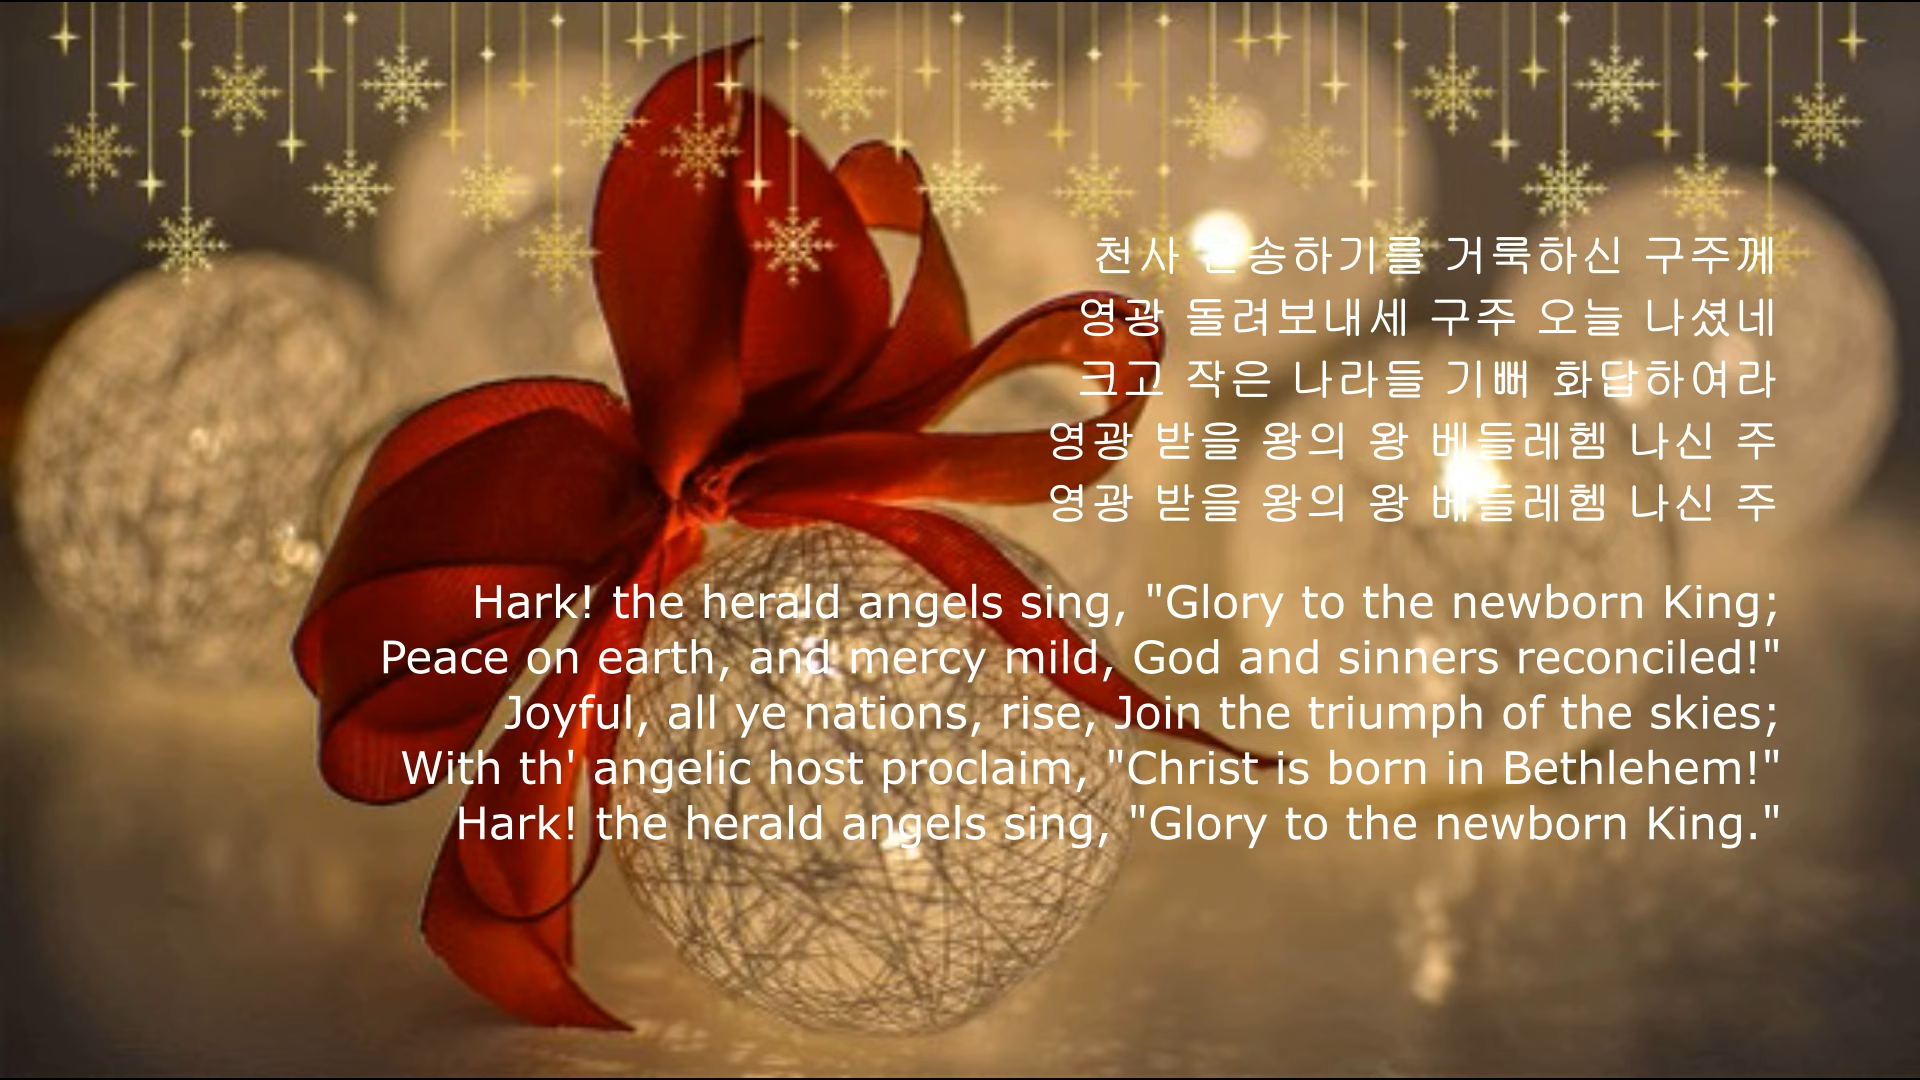 천사 찬송하기를 거룩하신 구주께
영광 돌려보내세 구주 오늘 나셨네
크고 작은 나라들 기뻐 화답하여라
영광 받을 왕의 왕 베들레헴 나신 주
영광 받을 왕의 왕 베들레헴 나신 주
Hark! the herald angels sing, "Glory to the newborn King;
Peace on earth, and mercy mild, God and sinners reconciled!"
Joyful, all ye nations, rise, Join the triumph of the skies;
With th' angelic host proclaim, "Christ is born in Bethlehem!"
Hark! the herald angels sing, "Glory to the newborn King."